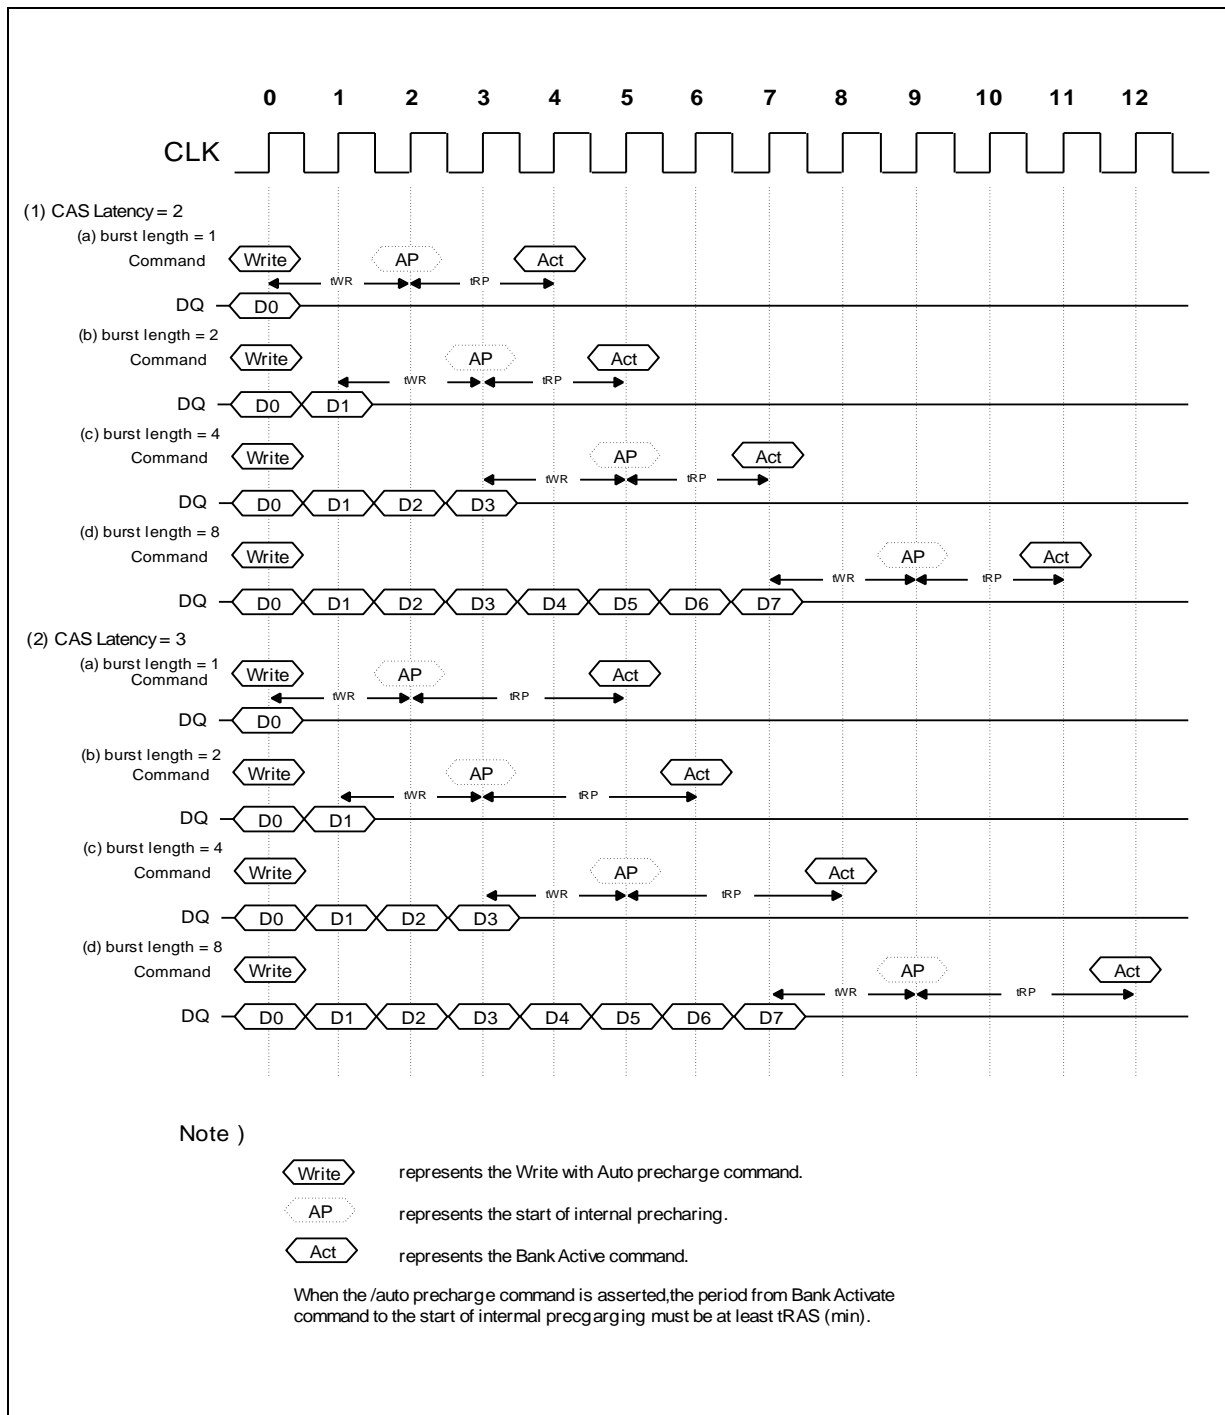 0 1 2 3 4 5 6 7 8 9 10 11 12
CLK
(1) CAS Latency = 2
(a) burst length = 1
Command Write AP Act
tWR tRP
DQ D0
(b) burst length = 2
Command Write AP Act
tWR tRP
DQ D0 D1
(c) burst length = 4
Command Write AP Act
tWR tRP
DQ D0 D1 D2 D3
(d) burst length = 8
Command Write AP Act
tWR tRP
DQ D0 D1 D2 D3 D4 D5 D6 D7
(2) CAS Latency = 3
(a) burst length = 1
Command Write AP Act
tWR tRP
DQ D0
(b) burst length = 2
Command Write AP Act
tWR tRP
DQ D0 D1
(c) burst length = 4
Command Write AP Act
tWR tRP
DQ D0 D1 D2 D3
(d) burst length = 8
Command Write AP Act
tWR tRP
DQ D0 D1 D2 D3 D4 D5 D6 D7
Note )
Write represents the Write with Auto precharge command.
AP represents the start of internal precharing.
Act represents the Bank Active command.
When the /auto precharge command is asserted,the period from Bank Activate
command to the start of intermal precgarging must be at least tRAS (min).